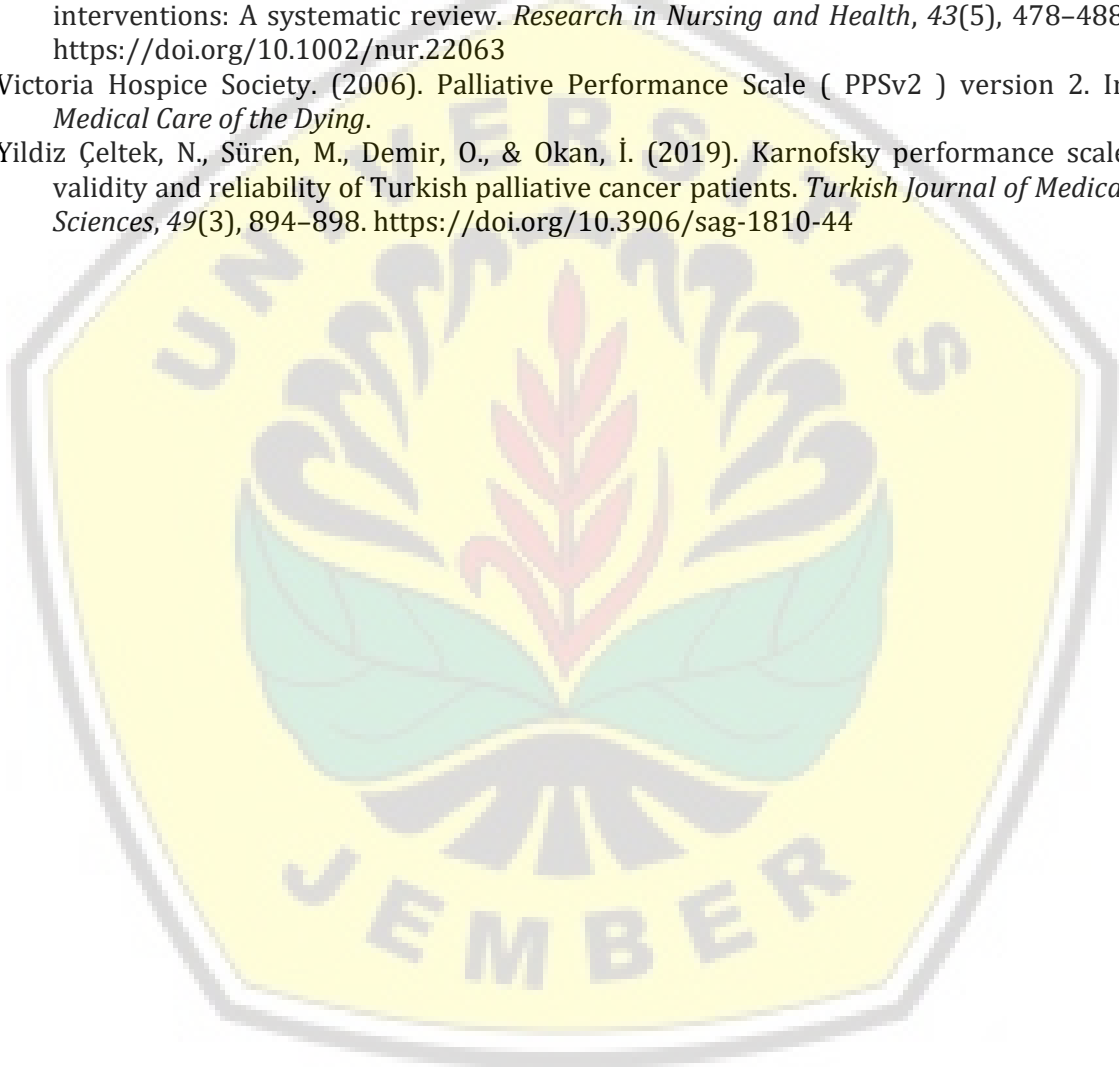 interventions: A systematic review. Research in Nursing and Health, 43(5), 478–488
https://doi.org/10.1002/nur.22063
Victoria Hospice Society. (2006). Palliative Performance Scale ( PPSv2 ) version 2. In
Medical Care of the Dying.
Yildiz Çeltek, N., Süren, M., Demir, O., & Okan, İ. (2019). Karnofsky performance scale
validity and reliability of Turkish palliative cancer patients. Turkish Journal of Medica
Sciences, 49(3), 894–898. https://doi.org/10.3906/sag-1810-44
UNIVERSITAS
JEMBER